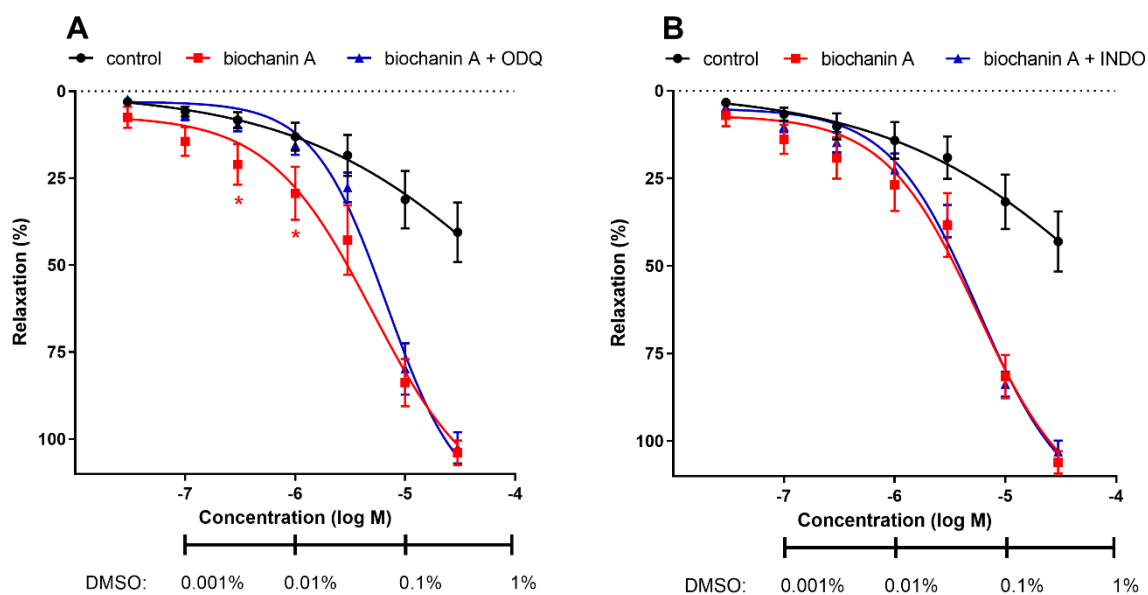 A
control biochanin A biochanin A + ODQ
0
25
50
75
100
Relaxation (%)
*
*
-7 -6 -5 -4
Concentration (log M)
DMSO: 0.001% 0.01% 0.1% 1%
B
control biochanin A biochanin A + INDO
0
25
50
75
100
Relaxation (%)
-7 -6 -5 -4
Concentration (log M)
DMSO: 0.001% 0.01% 0.1% 1%